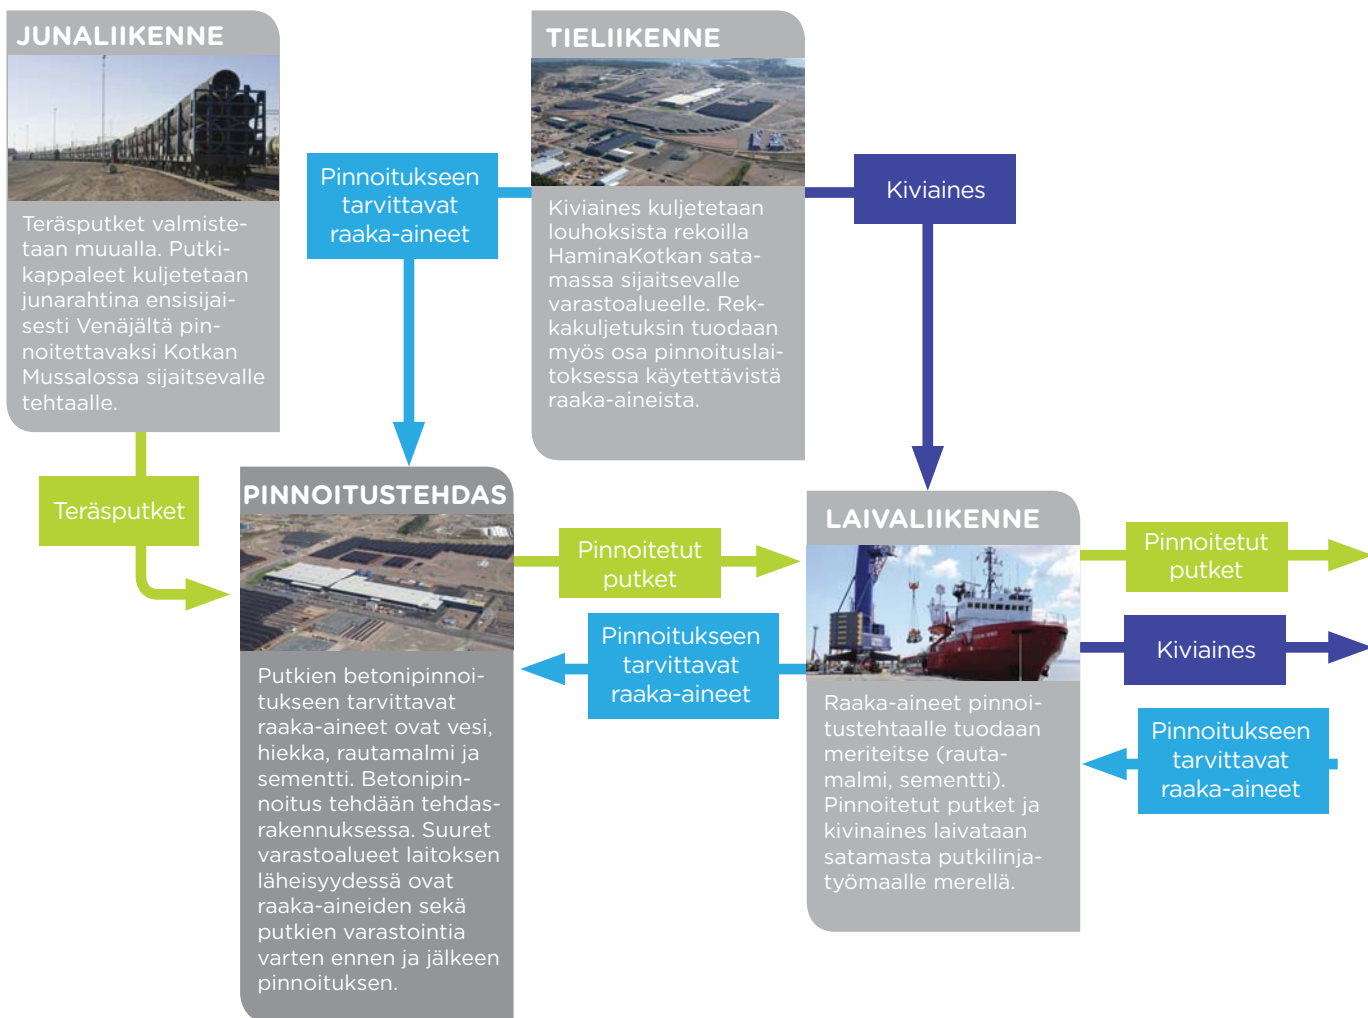 JUNALIIKENNE
Teräsputket valmiste-
taan muualla. Putki-
kappaleet kuljetetaan
junarahtina ensisijai-
sesti Venäjältä pin-
noitettavaksi Kotkan
Mussalossa sijaitsevalle
tehtaalle.
Teräsputket
Pinnoitukseen
tarvittavat
raaka-aineet
TIELIIKENNE
Kiviaines kuljetetaan
louhoksista rekoilla
HaminaKotkan sata-
massa sijaitsevalle
varastoalueelle. Rek-
kakuljetuksin tuodaan
myös osa pinnoituslai-
toksessa käytettävistä
raaka-aineista.
Kiviaines
PINNOITUSTEHDAS
Putkien betonipinnoi-
tukseen tarvittavat
raaka-aineet ovat vesi,
hiekka, rautamalmi ja
sementti. Betonipin-
noitus tehdään tehdas-
rakennuksessa. Suuret
varastoalueet laitoksen
läheisyydessä ovat
raaka-aineiden sekä
putkien varastointia
varten ennen ja jälkeen
pinnoituksen.
Pinnoitetut
putket
Pinnoitukseen
tarvittavat
raaka-aineet
LAIVALIIKENNE
Raaka-aineet pinnoi-
tustehtaalle tuodaan
meriteitse (rauta-
malmi, sementti).
Pinnoitetut putket ja
kivinaines laivataan
satamasta putkilinja-
työmaalle merellä.
Pinnoitetut
putket
Kiviaines
Pinnoitukseen
tarvittavat
raaka-aineet